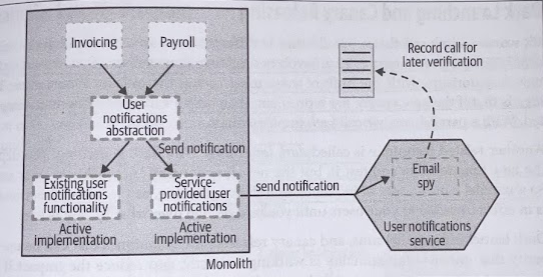 Invoicing
Payroll
Record call for
later verification
User
notifications
abstraction
Send notification
Existing user
notifications
functionality
Service-
provided user
notifications
send notification
Email
spy
Active
implementation
Active
implementation
User notifications
service
Monolith